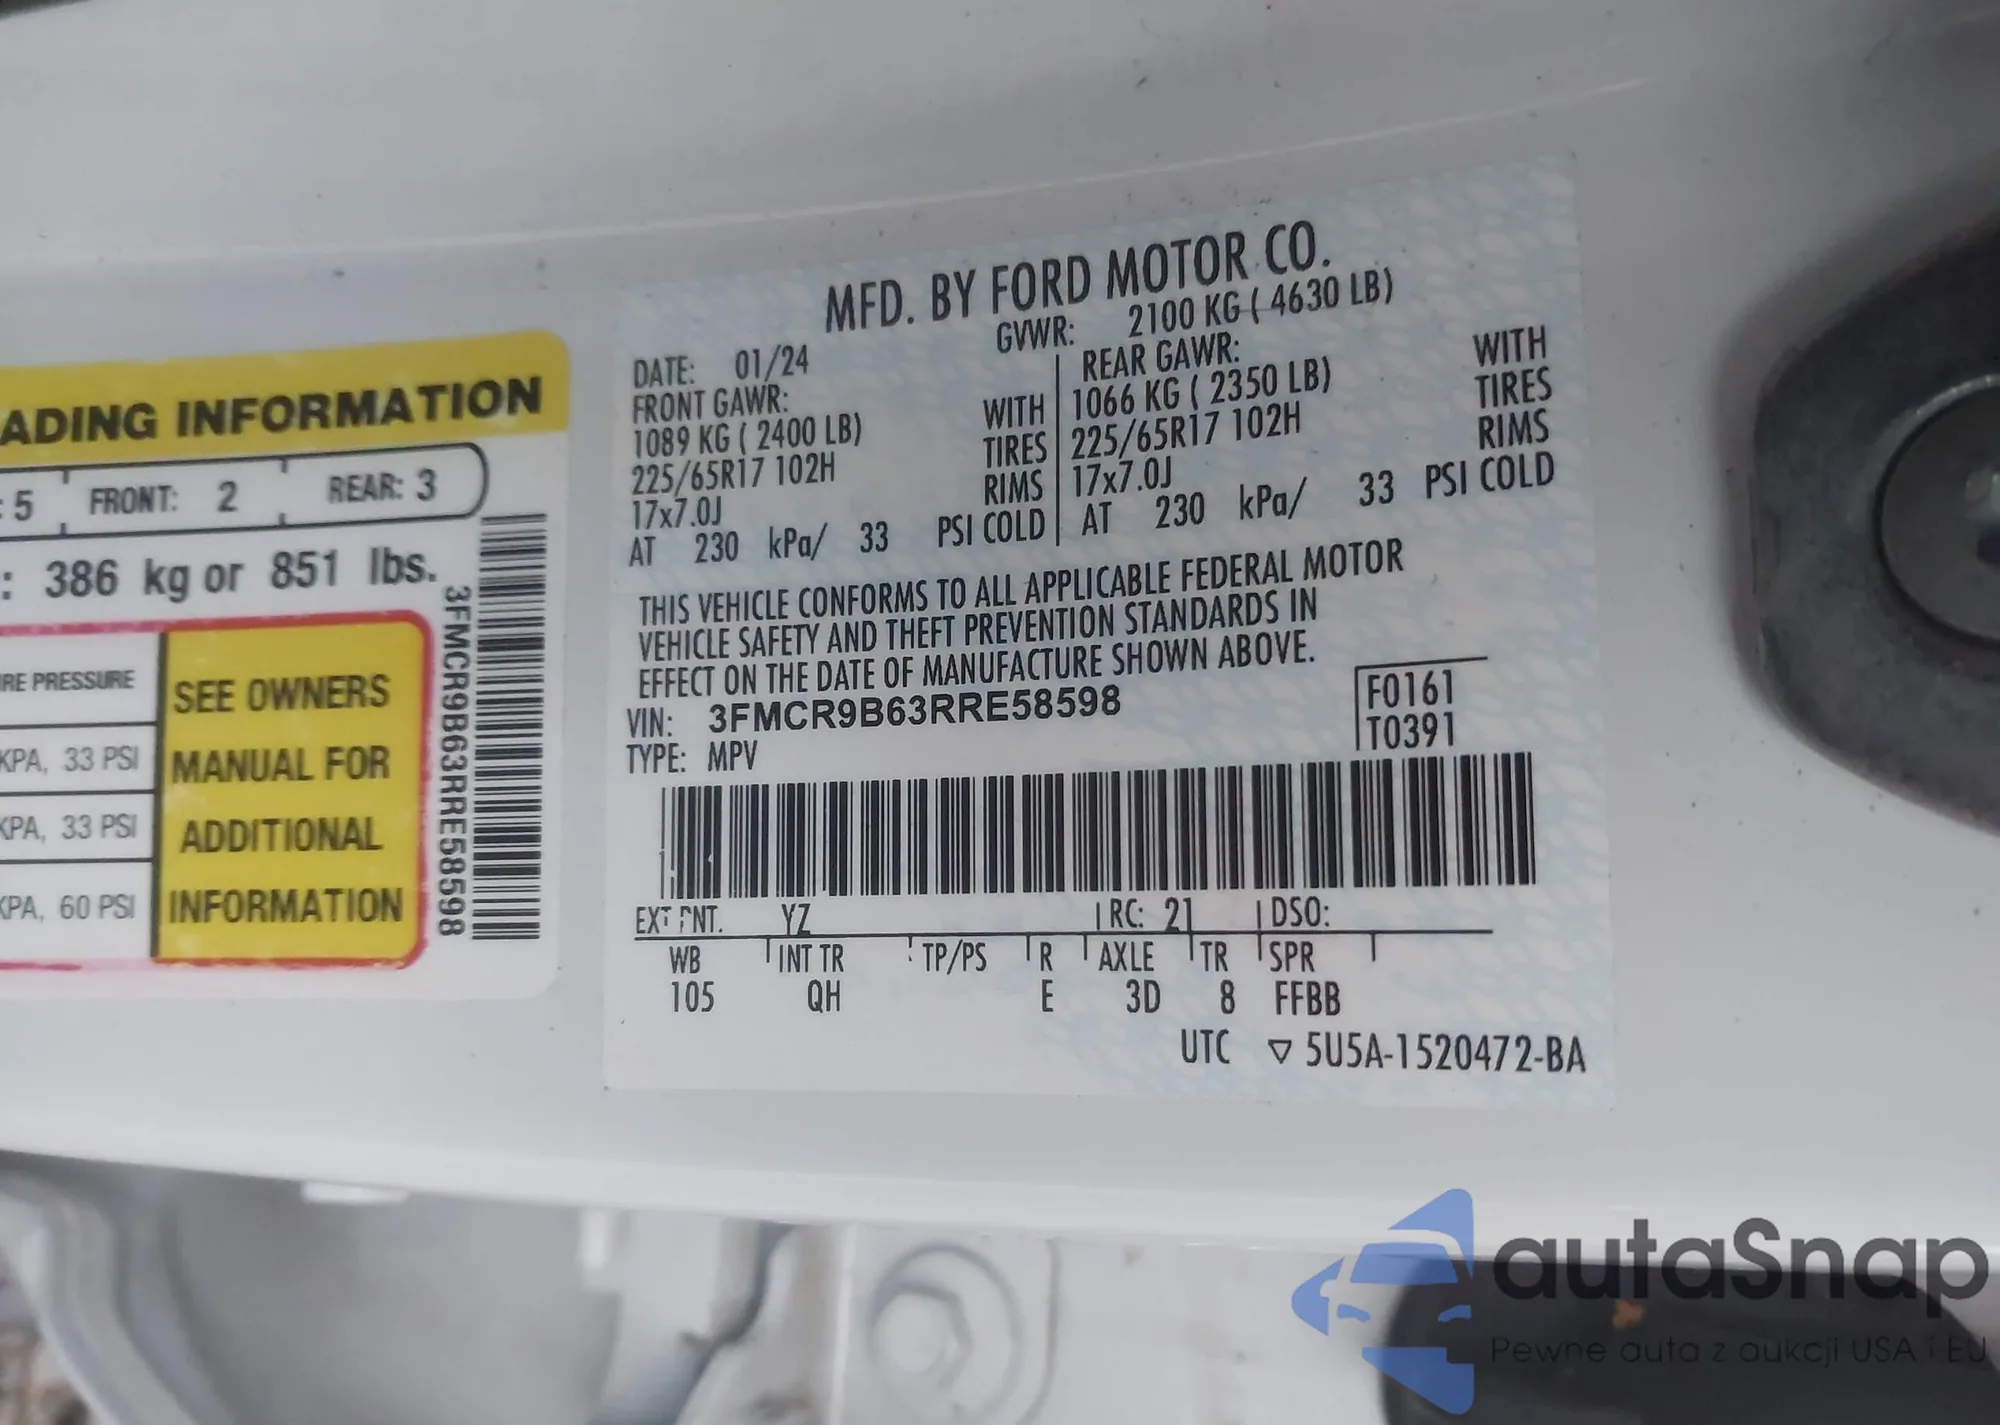 ADING INFORMATION
: 5 FRONT: 2 REAR: 3
: 386 kg or 851 lbs.
RE PRESSURE
KPA, 33 PSI
KPA, 33 PSI
KPA, 60 PSI
SEE OWNERS
MANUAL FOR
ADDITIONAL
INFORMATION
3FMCR9B63RRE58598
MFD. BY FORD MOTOR CO.
DATE: 01/24 GVWR: 2100 KG ( 4630 LB)
FRONT GAWR: REAR GAWR:
1089 KG ( 2400 LB) WITH 1066 KG ( 2350 LB) WITH
225/65R17 102H TIRES 225/65R17 102H TIRES
17x7.0J RIMS 17x7.0J RIMS
AT 230 kPa/ 33 PSI COLD AT 230 kPa/ 33 PSI COLD
THIS VEHICLE CONFORMS TO ALL APPLICABLE FEDERAL MOTOR
VEHICLE SAFETY AND THEFT PREVENTION STANDARDS IN
EFFECT ON THE DATE OF MANUFACTURE SHOWN ABOVE.
VIN: 3FMCR9B63RRE58598 F0161
TYPE: MPV T0391
EXT PNT. YZ RC: 21 DSO:
WB INT TR TP/PS R AXLE TR SPR
105 QH E 3D 8 FFBB
UTC ▽ 5U5A-1520472-BA
autaSnap
Pewne auta z aukcji USA i EU